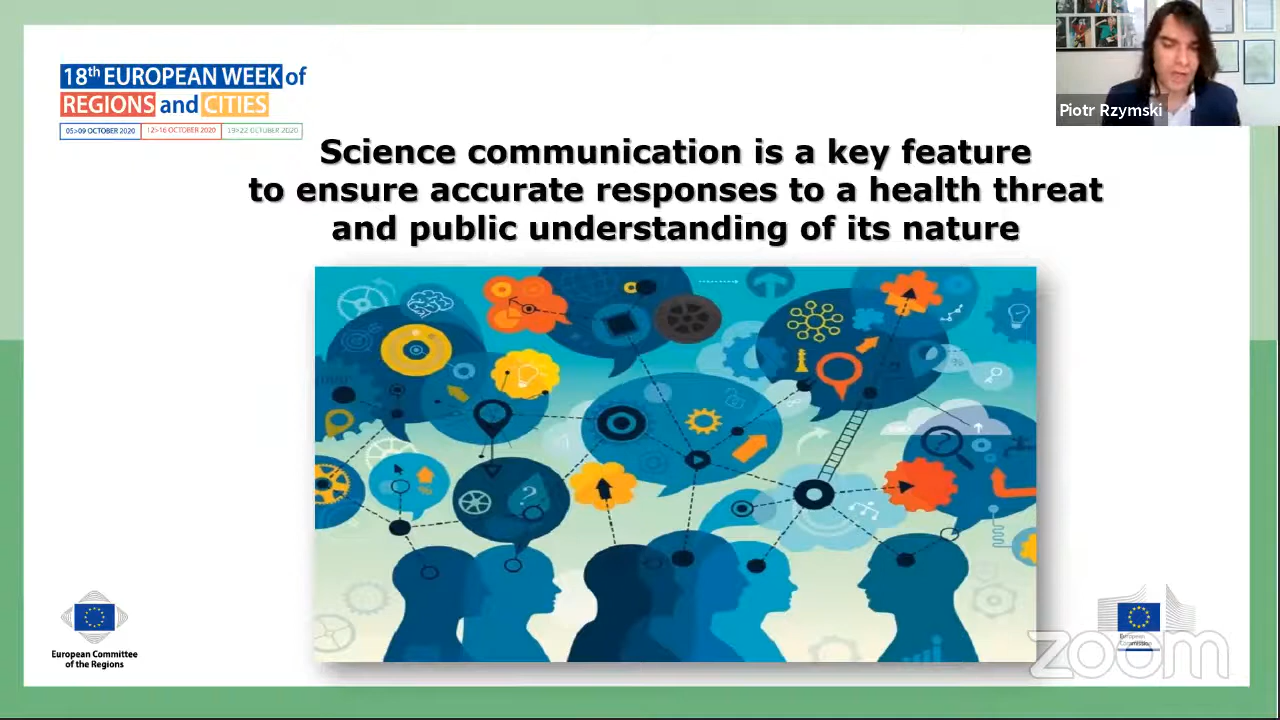 18th EUROPEAN WEEK of
REGIONS and CITIES
05>09 OCTOBER 2020 12>16 OCTOBER 2020 19>22 OCTOBER 2020
Piotr Rzymski
Science communication is a key feature
to ensure accurate responses to a health threat
and public understanding of its nature
European Committee
of the Regions
European
Commission
zoom